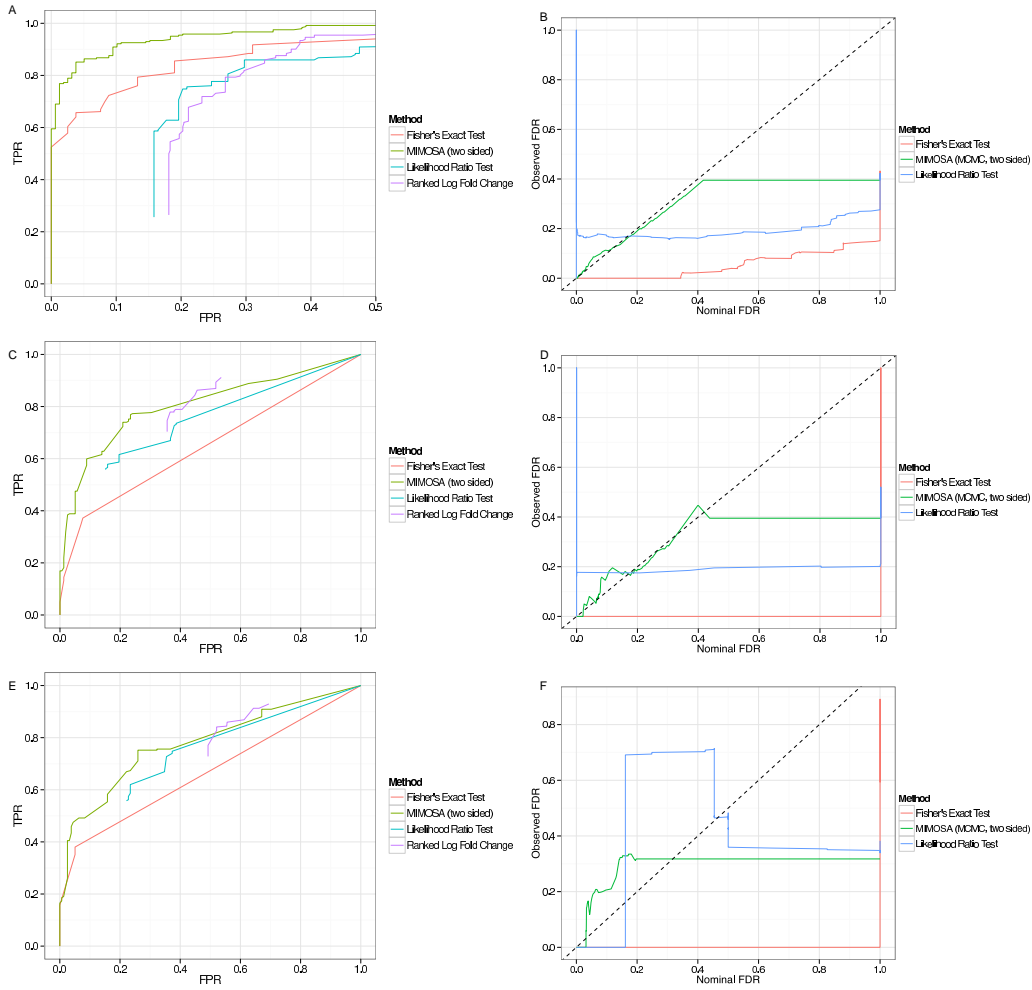 A
1.0
0.8
0.6
0.4
0.2
0.0
TPR
0.0 0.1 0.2 0.3 0.4 0.5
FPR
Method
Fisher's Exact Test
MIMOSA (two sided)
Likelihood Ratio Test
Ranked Log Fold Change
B
1.0
0.8
0.6
0.4
0.2
0.0
Observed FDR
0.0 0.4 0.6 0.8 1.0
Nominal FDR
Method
Fisher's Exact Test
MIMOSA (MCMC, two sided)
Likelihood Ratio Test
C
1.0
0.8
0.6
0.4
0.2
0.0
TPR
0.0 0.2 0.4 0.6 0.8 1.0
FPR
Method
Fisher's Exact Test
MIMOSA (two sided)
Likelihood Ratio Test
Ranked Log Fold Change
D
1.0
0.8
0.6
0.4
0.2
0.0
Observed FDR
0.0 0.2 0.4 0.6 0.8 1.0
Nominal FDR
Method
Fisher's Exact Test
MIMOSA (MCMC, two sided)
Likelihood Ratio Test
E
1.0
0.8
0.6
0.4
0.2
0.0
TPR
0.0 0.2 0.4 0.6 0.8 1.0
FPR
Method
Fisher's Exact Test
MIMOSA (two sided)
Likelihood Ratio Test
Ranked Log Fold Change
F
0.8
0.6
0.4
0.2
0.0
Observed FDR
0.0 0.2 0.4 0.6 0.8 1.0
Nominal FDR
Method
Fisher's Exact Test
MIMOSA (MCMC, two sided)
Likelihood Ratio Test